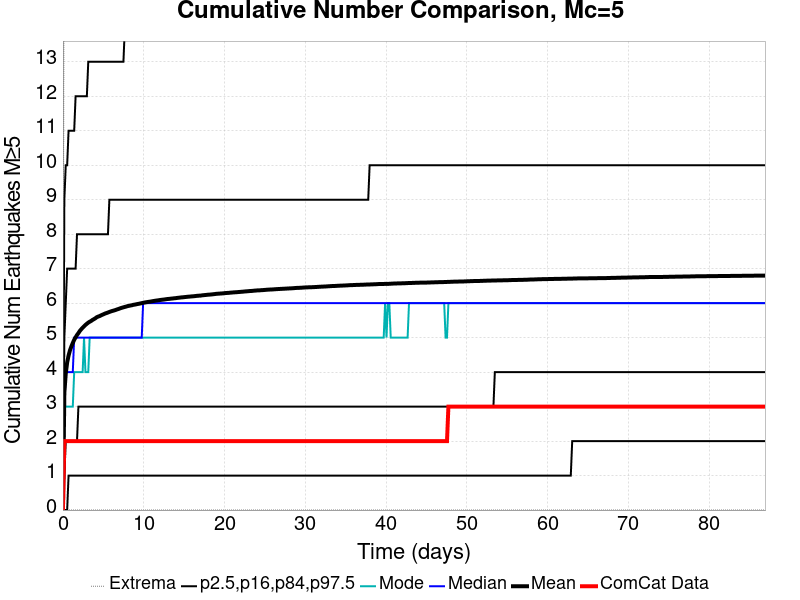 Cumulative Number Comparison, Mc=5
Cumulative Num Earthquakes M≥5
13
12
11
10
9
8
7
6
5
4
3
2
1
0
0 10 20 30 40 50 60 70 80
Time (days)
Extrema p2.5,p16,p84,p97.5 Mode Median Mean ComCat Data